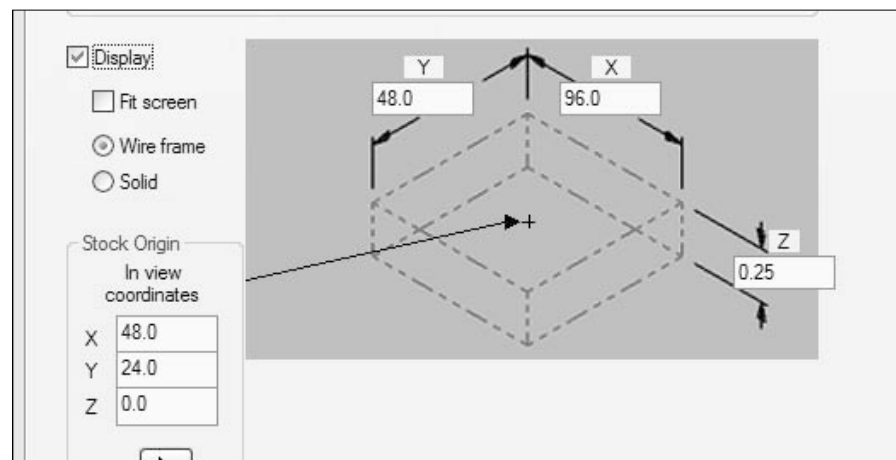 Display
Fit screen
Wire frame
Solid
Y
48.0
X
96.0
Z
0.25
Stock Origin
In view
coordinates
X 48.0
Y 24.0
Z 0.0